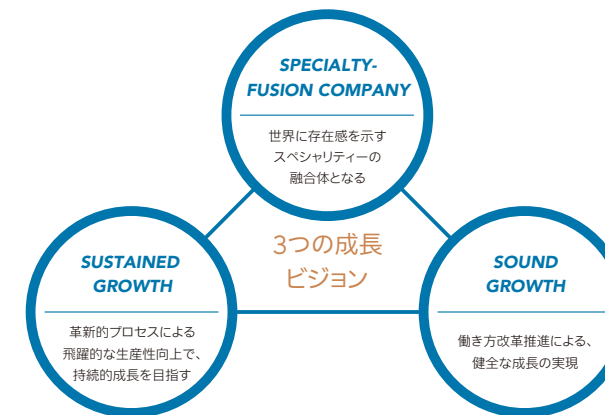 SPECIALTY-
FUSION COMPANY
世界に存在感を示す
スペシャリティーの
融合体となる
3つの成長
ビジョン
SUSTAINED
GROWTH
革新的プロセスによる
飛躍的な生産性向上で、
持続的成長を目指す
SOUND
GROWTH
働き方改革推進による、
健全な成長の実現